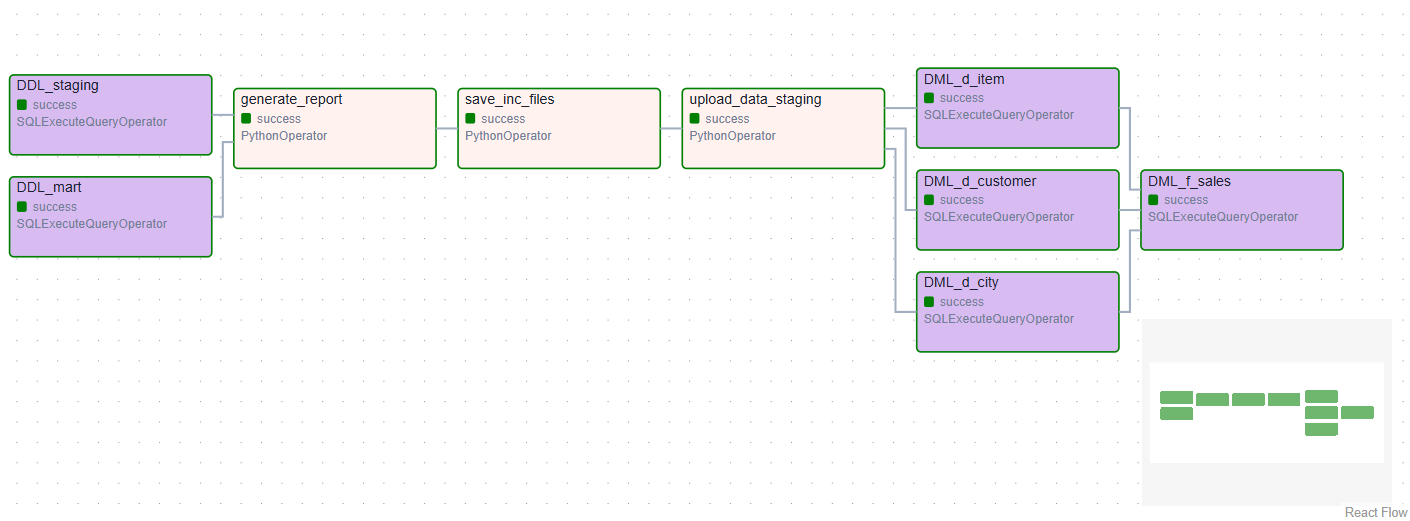 DDL_staging
success
SQLExecuteQueryOperator
DDL_mart
success
SQLExecuteQueryOperator
generate_report
success
PythonOperator
save_inc_files
success
PythonOperator
upload_data_staging
success
PythonOperator
DML_d_item
success
SQLExecuteQueryOperator
DML_d_customer
success
SQLExecuteQueryOperator
DML_d_city
success
SQLExecuteQueryOperator
DML_f_sales
success
SQLExecuteQueryOperator
React Flow